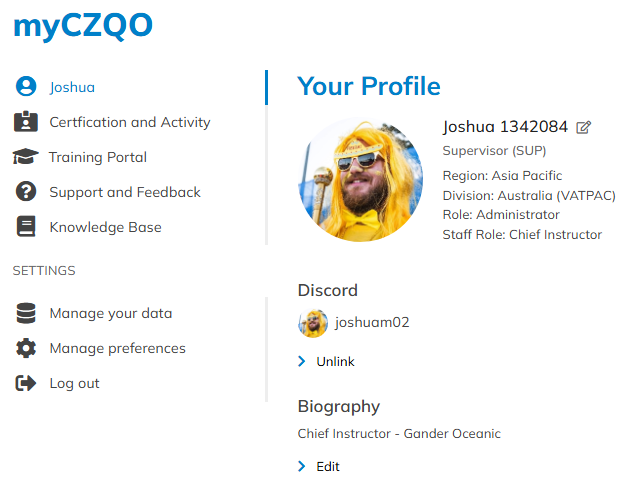 myCZQO
Joshua
Certfication and Activity
Training Portal
Support and Feedback
Knowledge Base
SETTINGS
Manage your data
Manage preferences
Log out
Your Profile
Joshua 1342084
Supervisor (SUP)
Region: Asia Pacific
Division: Australia (VATPAC)
Role: Administrator
Staff Role: Chief Instructor
Discord
joshuam02
Unlink
Biography
Chief Instructor - Gander Oceanic
Edit